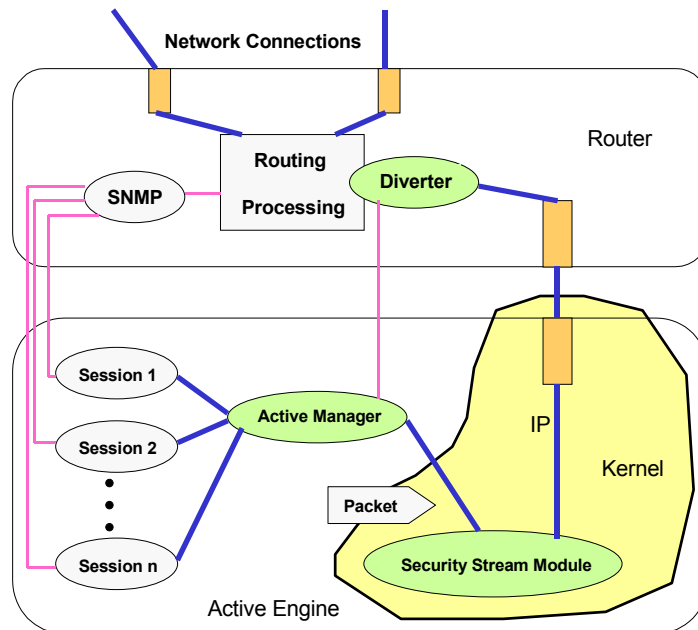 Network Connections
Router
Routing
Processing
Diverter
SNMP
Session 1
Active Manager
Session 2
IP
Kernel
Packet
Session n
Security Stream Module
Active Engine